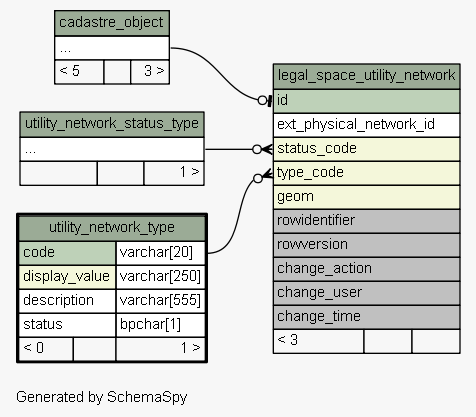 cadastre_object
...
< 5 3 >
legal_space_utility_network
id
ext_physical_network_id
status_code
type_code
geom
rowidentifier
rowversion
change_action
change_user
change_time
< 3
utility_network_status_type
...
1 >
utility_network_type
code varchar[20]
display_value varchar[250]
description varchar[555]
status bpchar[1]
< 0 1 >
Generated by SchemaSpy